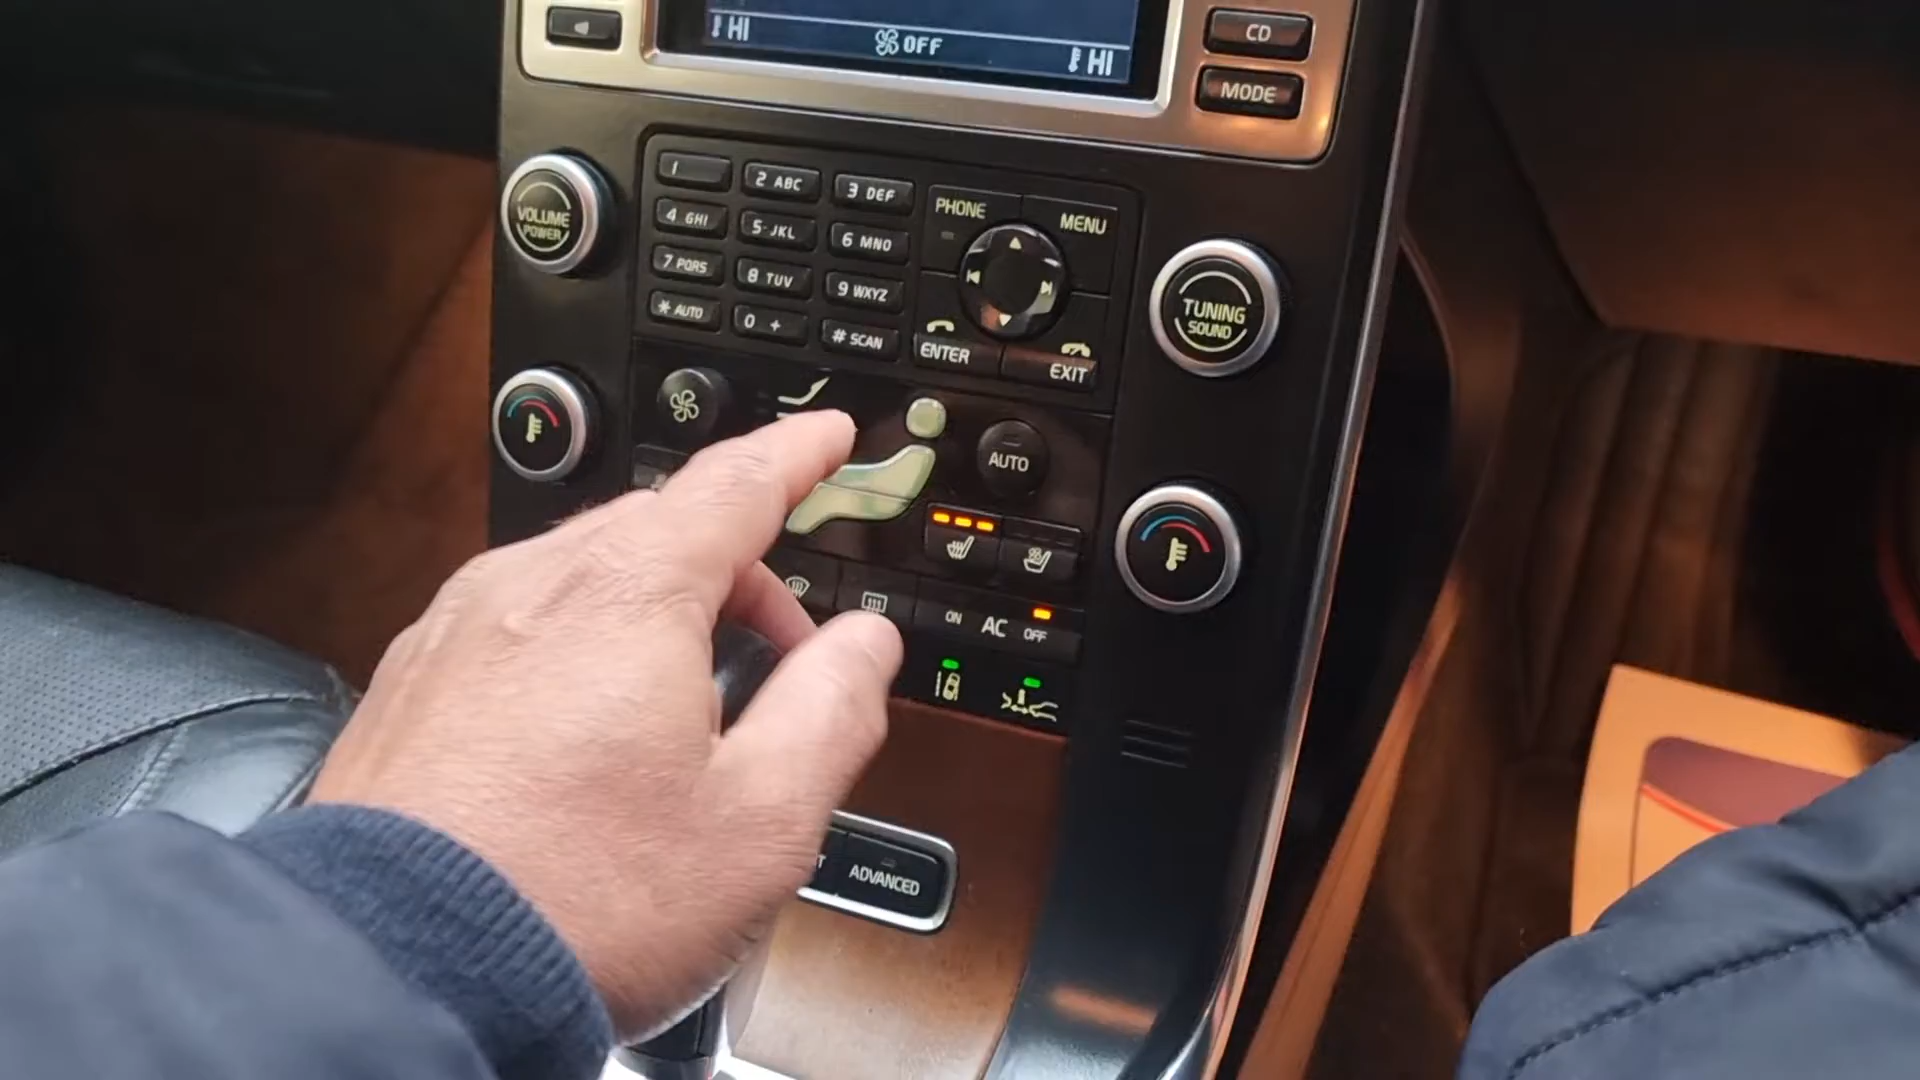 HI
OFF
HI
CD
MODE
VOLUME
POWER
1
2 ABC
3 DEF
4 GHI
5 JKL
6 MNO
7 PQRS
8 TUV
9 WXYZ
* AUTO
0 +
# SCAN
PHONE
MENU
ENTER
EXIT
TUNING
SOUND
AUTO
ON
AC
OFF
ADVANCED